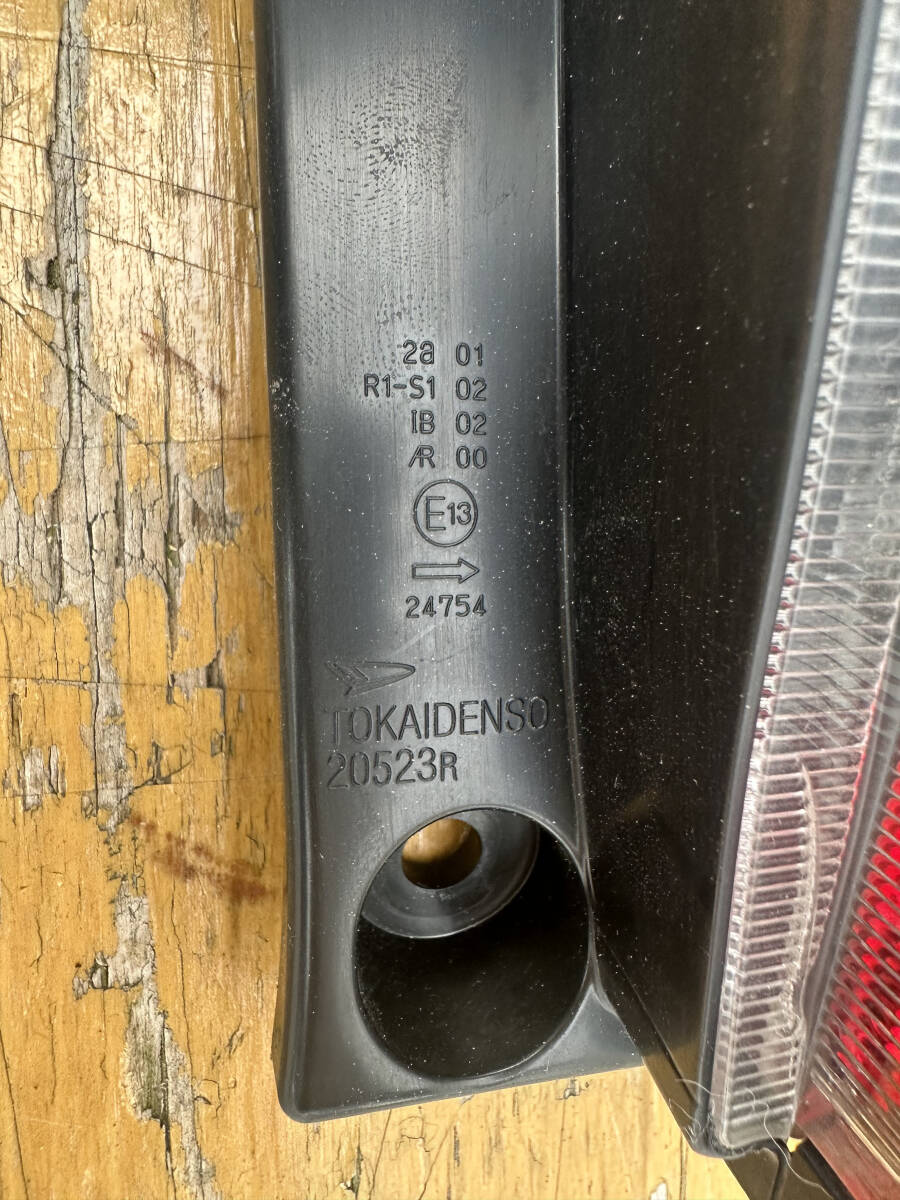 2a 01
R1-S1 02
IB 02
AR 00
E13
24754
TOKAIDENSO
20523R